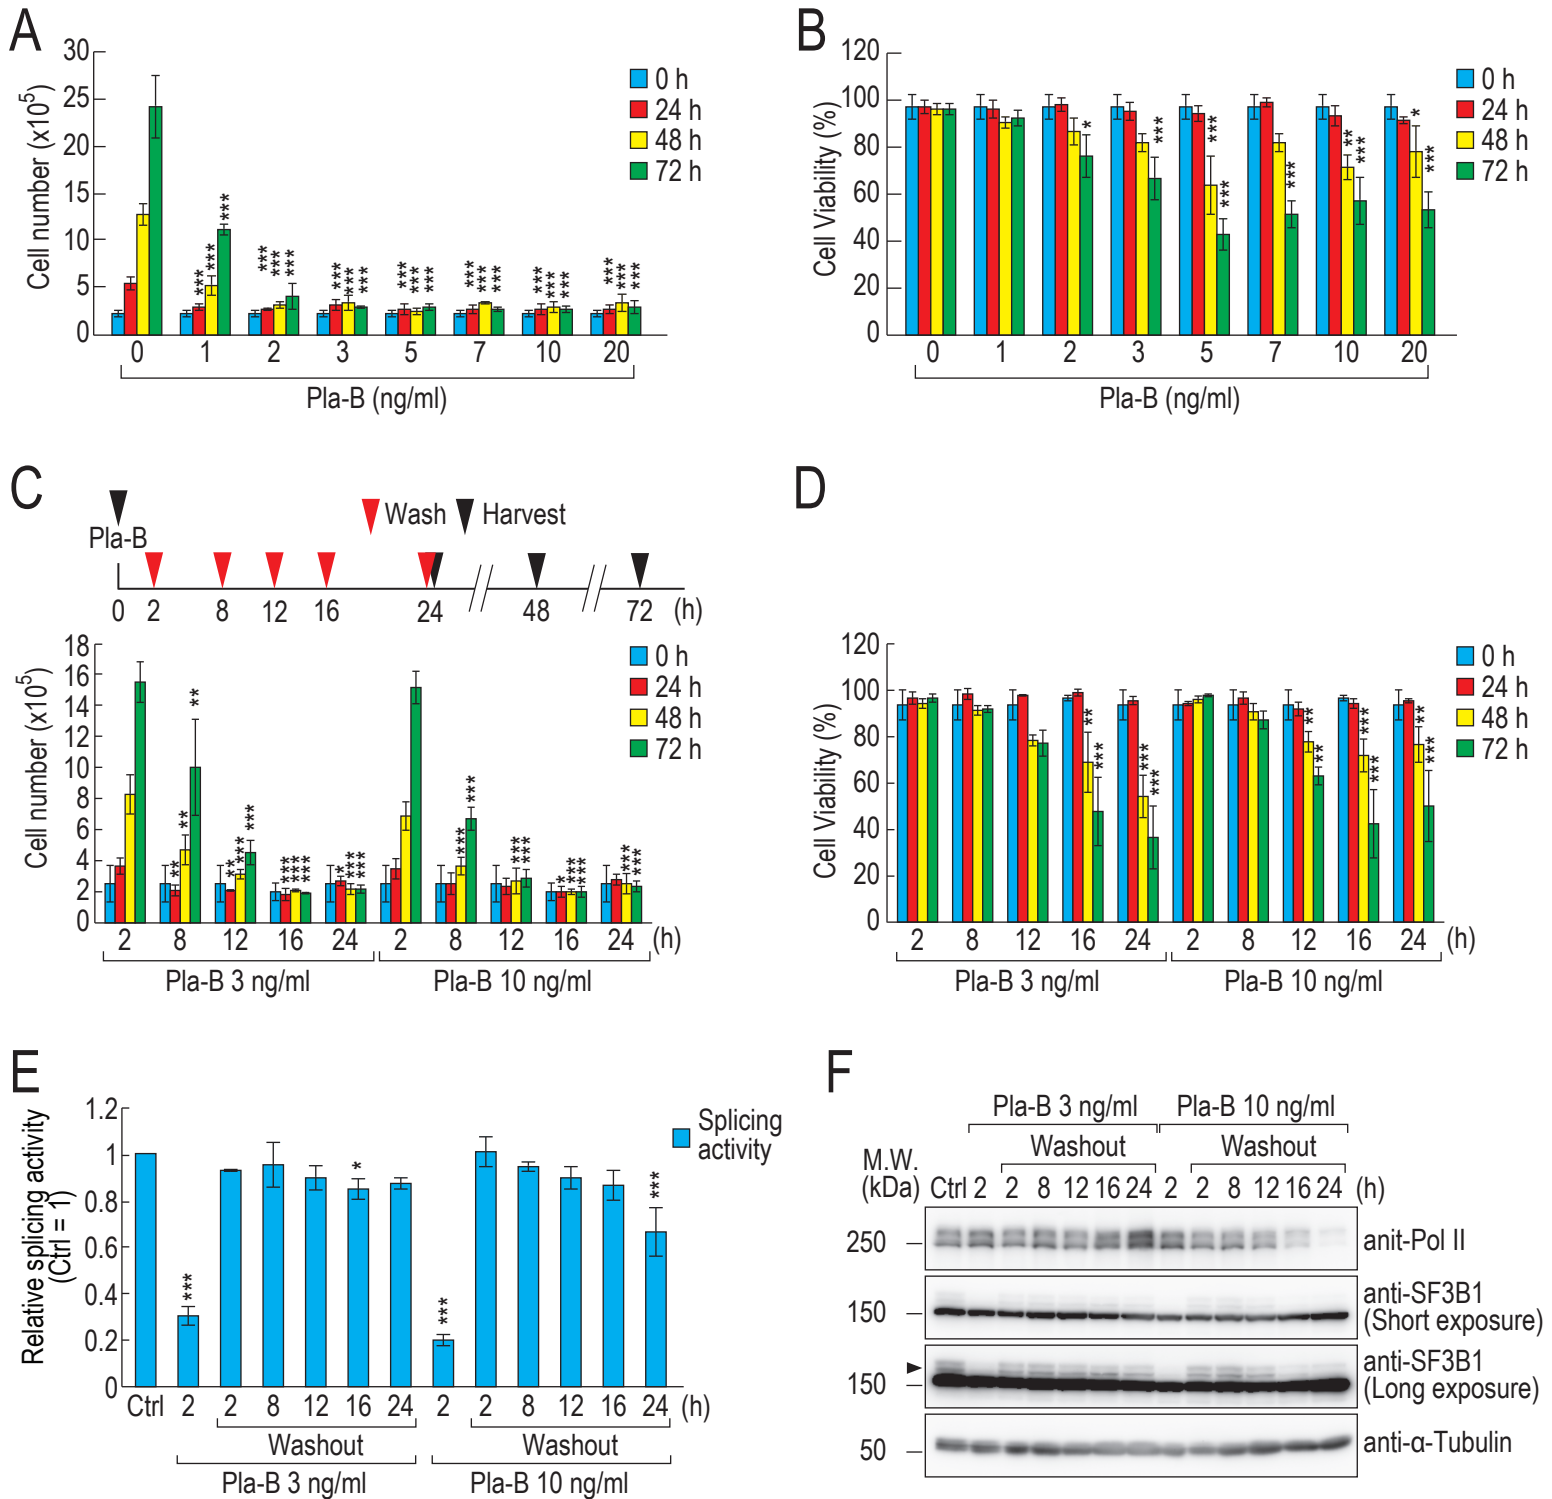 A
Cell number (x10⁵)
30
25
20
15
10
5
0
0 h
24 h
48 h
72 h
*** *** ***
*** *** ***
*** *** ***
*** *** ***
*** *** ***
*** *** ***
*** *** ***
0 1 2 3 5 7 10 20
Pla-B (ng/ml)
B
Cell Viability (%)
120
100
80
60
40
20
0
0 h
24 h
48 h
72 h
* *** *** *** *** ** *** * ***
0 1 2 3 5 7 10 20
Pla-B (ng/ml)
C
Pla-B
Wash Harvest
0 2 8 12 16 24 48 72 (h)
Cell number (x10⁵)
18
16
14
12
10
8
6
4
2
0
0 h
24 h
48 h
72 h
** ** **
** *** ***
*** *** ***
* *** ***
*** ***
*** ***
* *** ***
*** ***
2 8 12 16 24 2 8 12 16 24 (h)
Pla-B 3 ng/ml Pla-B 10 ng/ml
D
Cell Viability (%)
120
100
80
60
40
20
0
0 h
24 h
48 h
72 h
** *** *** *** ** ** *** *** ** ***
2 8 12 16 24 2 8 12 16 24 (h)
Pla-B 3 ng/ml Pla-B 10 ng/ml
E
Relative splicing activity
(Ctrl = 1)
1.2
1
0.8
0.6
0.4
0.2
0
Splicing
activity
*** * *** ***
Ctrl 2 2 8 12 16 24 2 2 8 12 16 24 (h)
Washout Washout
Pla-B 3 ng/ml Pla-B 10 ng/ml
F
Pla-B 3 ng/ml Pla-B 10 ng/ml
Washout Washout
M.W.
(kDa) Ctrl 2 2 8 12 16 24 2 2 8 12 16 24 (h)
250 anit-Pol II
150 anti-SF3B1
(Short exposure)
150 anti-SF3B1
(Long exposure)
50 anti-α-Tubulin